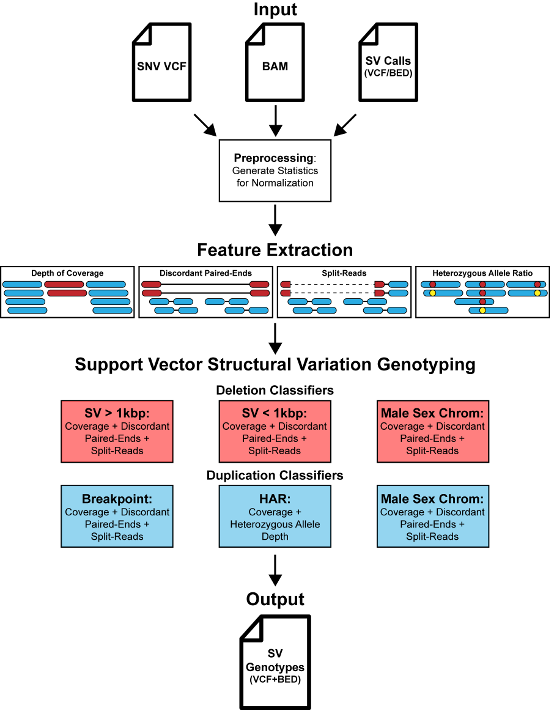 Input
SNV VCF
BAM
SV Calls
(VCF/BED)
Preprocessing:
Generate Statistics
for Normalization
Feature Extraction
Depth of Coverage
Discordant Paired-Ends
Split-Reads
Heterozygous Allele Ratio
Support Vector Structural Variation Genotyping
Deletion Classifiers
SV > 1kbp:
Coverage + Discordant
Paired-Ends +
Split-Reads
SV < 1kbp:
Coverage + Discordant
Paired-Ends +
Split-Reads
Male Sex Chrom:
Coverage + Discordant
Paired-Ends +
Split-Reads
Duplication Classifiers
Breakpoint:
Coverage + Discordant
Paired-Ends +
Split-Reads
HAR:
Coverage +
Heterozygous Allele
Depth
Male Sex Chrom:
Coverage + Discordant
Paired-Ends +
Split-Reads
Output
SV
Genotypes
(VCF+BED)